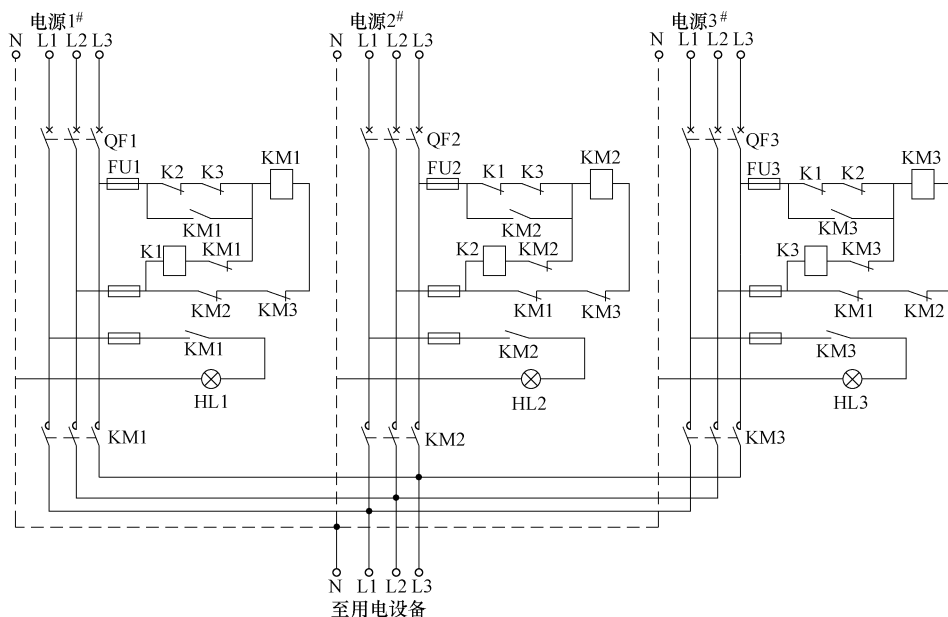 电源1# 电源2# 电源3#
N L1 L2 L3 N L1 L2 L3 N L1 L2 L3
QF1 QF2 QF3
FU1 K2 K3 KM1 FU2 K1 K3 KM2 FU3 K1 K2 KM3
KM1 KM2 KM3
K1 KM1 K2 KM2 K3 KM3
KM2 KM3 KM1 KM3 KM1 KM2
KM1 KM2 KM3
HL1 HL2 HL3
KM1 KM2 KM3
N L1 L2 L3
至用电设备